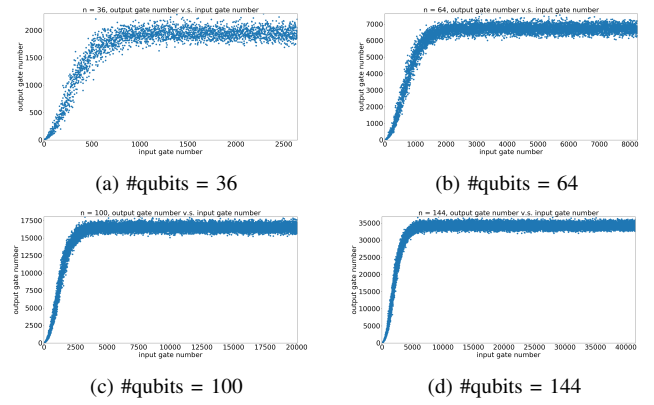 n = 36, output gate number v.s. input gate number
output gate number
2000
1500
1000
500
0
0 500 1000 1500 2000 2500
input gate number
(a) #qubits = 36
n = 64, output gate number v.s. input gate number
output gate number
7000
6000
5000
4000
3000
2000
1000
0
0 1000 2000 3000 4000 5000 6000 7000 8000
input gate number
(b) #qubits = 64
n = 100, output gate number v.s. input gate number
output gate number
17500
15000
12500
10000
7500
5000
2500
0
0 2500 5000 7500 10000 12500 15000 17500 20000
input gate number
(c) #qubits = 100
n = 144, output gate number v.s. input gate number
output gate number
35000
30000
25000
20000
15000
10000
5000
0
0 5000 10000 15000 20000 25000 30000 35000 40000
input gate number
(d) #qubits = 144